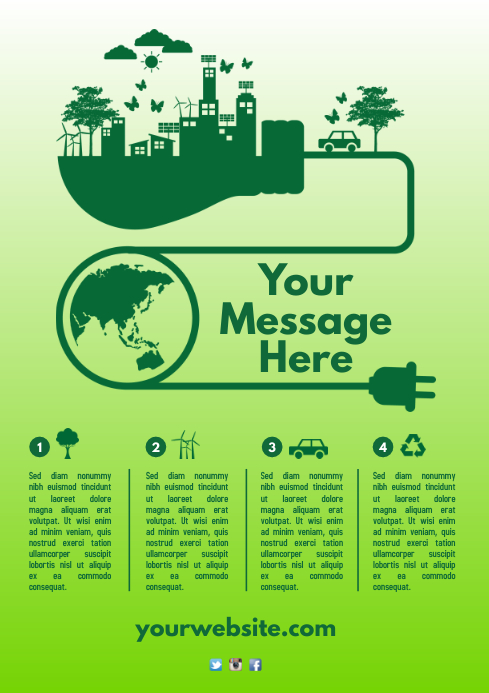 Your
Message
Here
1
2
3
4
Sed diam nonummy
nibh euismod tincidunt
ut laoreet dolore
magna aliquam erat
volutpat. Ut wisi enim
ad minim veniam, quis
nostrud exerci tation
ullamcorper suscipit
lobortis nisl ut aliquip
ex ea commodo
consequat.
Sed diam nonummy
nibh euismod tincidunt
ut laoreet dolore
magna aliquam erat
volutpat. Ut wisi enim
ad minim veniam, quis
nostrud exerci tation
ullamcorper suscipit
lobortis nisl ut aliquip
ex ea commodo
consequat.
Sed diam nonummy
nibh euismod tincidunt
ut laoreet dolore
magna aliquam erat
volutpat. Ut wisi enim
ad minim veniam, quis
nostrud exerci tation
ullamcorper suscipit
lobortis nisl ut aliquip
ex ea commodo
consequat.
Sed diam nonummy
nibh euismod tincidunt
ut laoreet dolore
magna aliquam erat
volutpat. Ut wisi enim
ad minim veniam, quis
nostrud exerci tation
ullamcorper suscipit
lobortis nisl ut aliquip
ex ea commodo
consequat.
yourwebsite.com